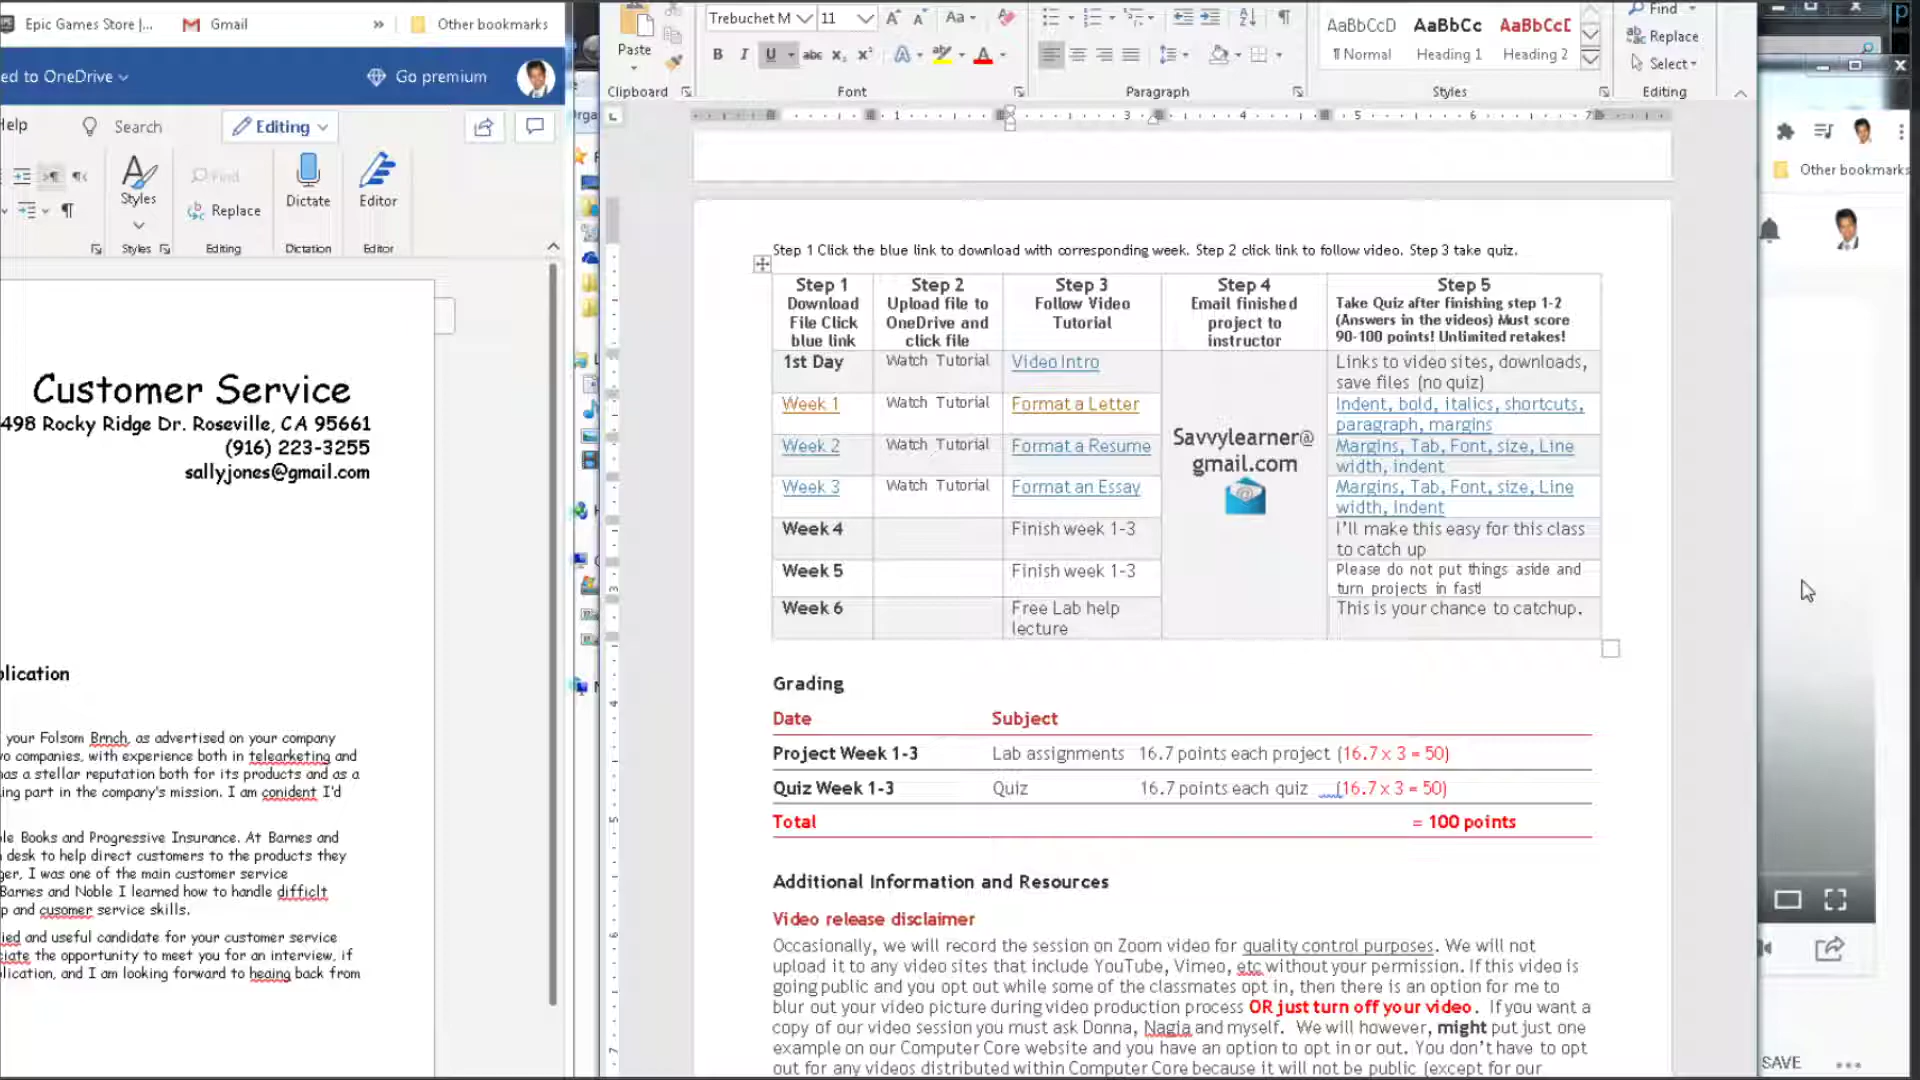 Epic Games Store |...
Gmail
»
Other bookmarks
ed to OneDrive
Go premium
Help
Search
Editing
Styles
Find
Replace
Dictate
Editor
Styles
Editing
Dictation
Editor
Customer Service
498 Rocky Ridge Dr. Roseville, CA 95661
(916) 223-3255
sallyjones@gmail.com
plication
your Folsom Brnch, as advertised on your company
wo companies, with experience both in telearketing and
has a stellar reputation both for its products and as a
ing part in the company's mission. I am conident I'd
ble Books and Progressive Insurance. At Barnes and
desk to help direct customers to the products they
ger, I was one of the main customer service
Barnes and Noble I learned how to handle difficlt
p and cusomer service skills.
ied and useful candidate for your customer service
ciate the opportunity to meet you for an interview, if
plication, and I am looking forward to heaing back from
Paste
Clipboard
Trebuchet M
11
Aa
B I U abc x₂ x²
Font
Paragraph
AaBbCcD AaBbCc AaBbCcD
¶ Normal Heading 1 Heading 2
Styles
Find
Replace
Select
Editing
1 3 4 5 6 7
Step 1 Click the blue link to download with corresponding week. Step 2 click link to follow video. Step 3 take quiz.
Step 1
Download
File Click
blue link
Step 2
Upload file to
OneDrive and
click file
Step 3
Follow Video
Tutorial
Step 4
Email finished
project to
instructor
Step 5
Take Quiz after finishing step 1-2
(Answers in the videos) Must score
90-100 points! Unlimited retakes!
1st Day
Watch Tutorial
Video Intro
Links to video sites, downloads,
save files (no quiz)
Week 1
Watch Tutorial
Format a Letter
Indent, bold, italics, shortcuts,
paragraph, margins
Savvylearner@
gmail.com
Week 2
Watch Tutorial
Format a Resume
Margins, Tab, Font, size, Line
width, indent
Week 3
Watch Tutorial
Format an Essay
Margins, Tab, Font, size, Line
width, indent
Week 4
Finish week 1-3
I'll make this easy for this class
to catch up
Week 5
Finish week 1-3
Please do not put things aside and
turn projects in fast!
Week 6
Free Lab help
lecture
This is your chance to catchup.
Grading
Date Subject
Project Week 1-3 Lab assignments 16.7 points each project (16.7 x 3 = 50)
Quiz Week 1-3 Quiz 16.7 points each quiz (16.7 x 3 = 50)
Total = 100 points
Additional Information and Resources
Video release disclaimer
Occasionally, we will record the session on Zoom video for quality control purposes. We will not
upload it to any video sites that include YouTube, Vimeo, etc without your permission. If this video is
going public and you opt out while some of the classmates opt in, then there is an option for me to
blur out your video picture during video production process OR just turn off your video. If you want a
copy of our video session you must ask Donna, Nagia and myself. We will however, might put just one
example on our Computer Core website and you have an option to opt in or out. You don't have to opt
out for any videos distributed within Computer Core because it will not be public (except for our
Other bookmarks
SAVE